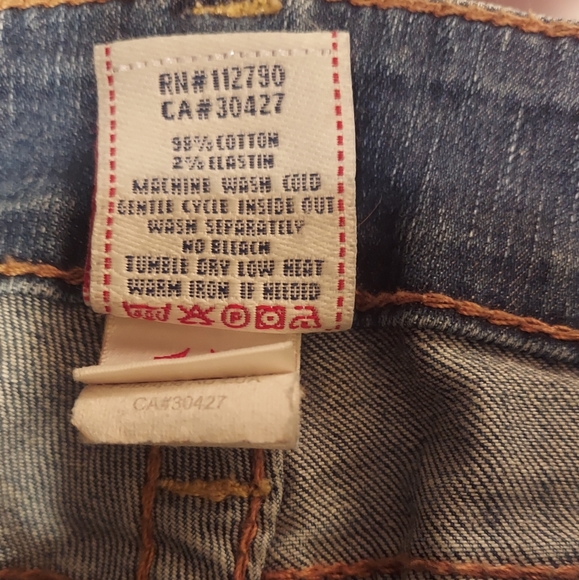 RN#112790
CA#30427
98% COTTON
2% ELASTIN
MACHINE WASH COLD
GENTLE CYCLE INSIDE OUT
WASH SEPARATELY
NO BLEACH
TUMBLE DRY LOW HEAT
WARM IRON IF NEEDED
P
CA#30427